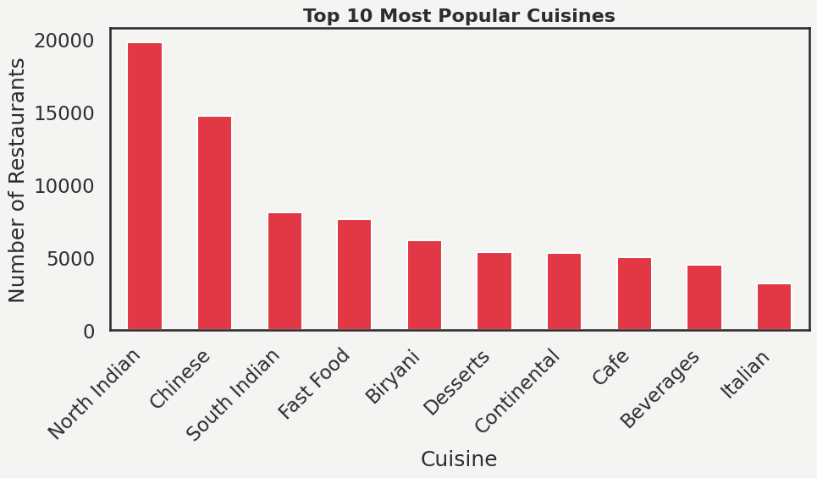 Top 10 Most Popular Cuisines
Number of Restaurants
20000
15000
10000
5000
0
North Indian
Chinese
South Indian
Fast Food
Biryani
Desserts
Continental
Cafe
Beverages
Italian
Cuisine